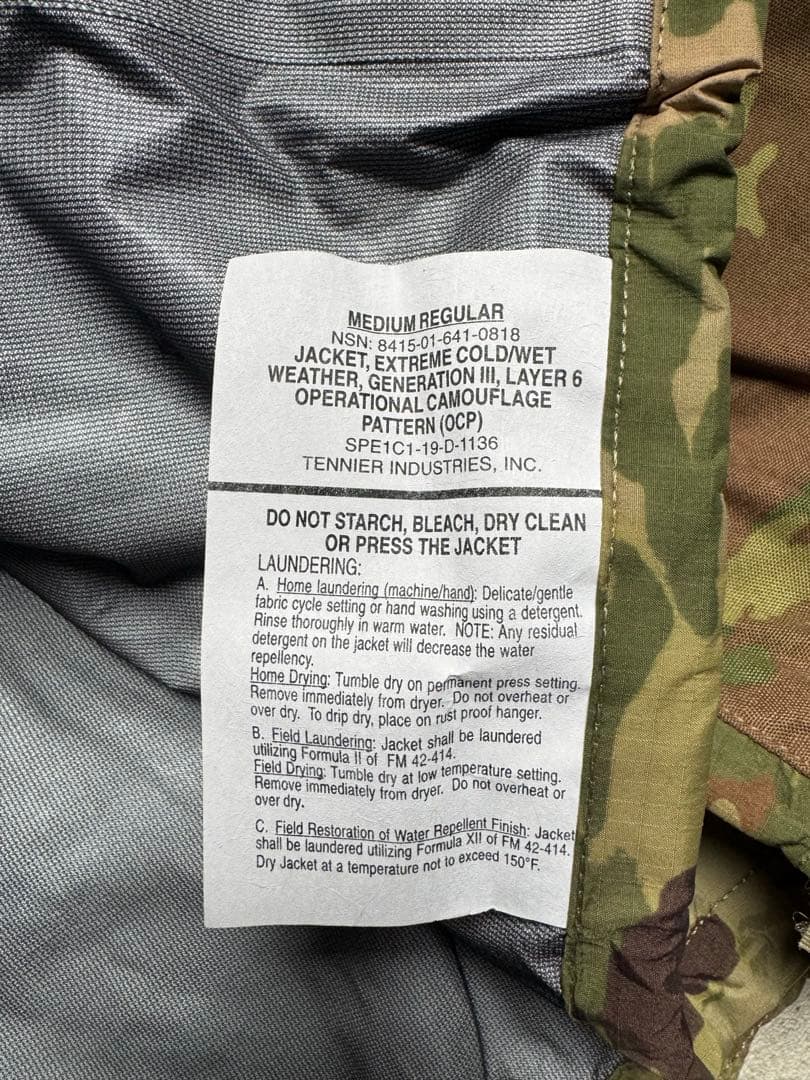 MEDIUM REGULAR
NSN: 8415-01-641-0818
JACKET, EXTREME COLD/WET
WEATHER, GENERATION III, LAYER 6
OPERATIONAL CAMOUFLAGE
PATTERN (OCP)
SPE1C1-19-D-1136
TENNIER INDUSTRIES, INC.
DO NOT STARCH, BLEACH, DRY CLEAN
OR PRESS THE JACKET
LAUNDERING:
A. Home laundering (machine/hand): Delicate/gentle
fabric cycle setting or hand washing using a detergent.
Rinse thoroughly in warm water. NOTE: Any residual
detergent on the jacket will decrease the water
repellency.
Home Drying: Tumble dry on permanent press setting.
Remove immediately from dryer. Do not overheat or
over dry. To drip dry, place on rust proof hanger.
B. Field Laundering: Jacket shall be laundered
utilizing Formula II of FM 42-414.
Field Drying: Tumble dry at low temperature setting.
Remove immediately from dryer. Do not overheat or
over dry.
C. Field Restoration of Water Repellent Finish: Jacket
shall be laundered utilizing Formula XII of FM 42-414.
Dry Jacket at a temperature not to exceed 150°F.